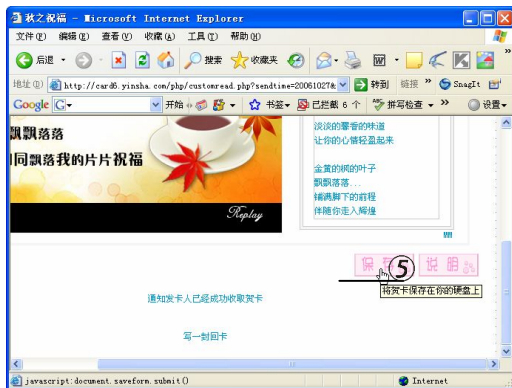 秋之祝福 - Microsoft Internet Explorer
文件(F) 编辑(E) 查看(V) 收藏(A) 工具(T) 帮助(H)
后退 搜索 收藏夹
地址(D) http://card6.yinsha.com/php/customread.php?sendtime=20061027& 转到 链接 » SnagIt
Google G 开始 书签 已拦截 6 个 拼写检查 » 设置
飘飘落落
同飘落我的片片祝福
Replay
淡淡的馨香的味道
让你的心情轻盈起来
金黄的枫的叶子
飘飘落落...
铺满脚下的前程
伴随你走入辉煌
保 ⑤ 说 明
将贺卡保存在你的硬盘上
通知发卡人已经成功收取贺卡
写一封回卡
javascript:document.saveform.submit() Internet